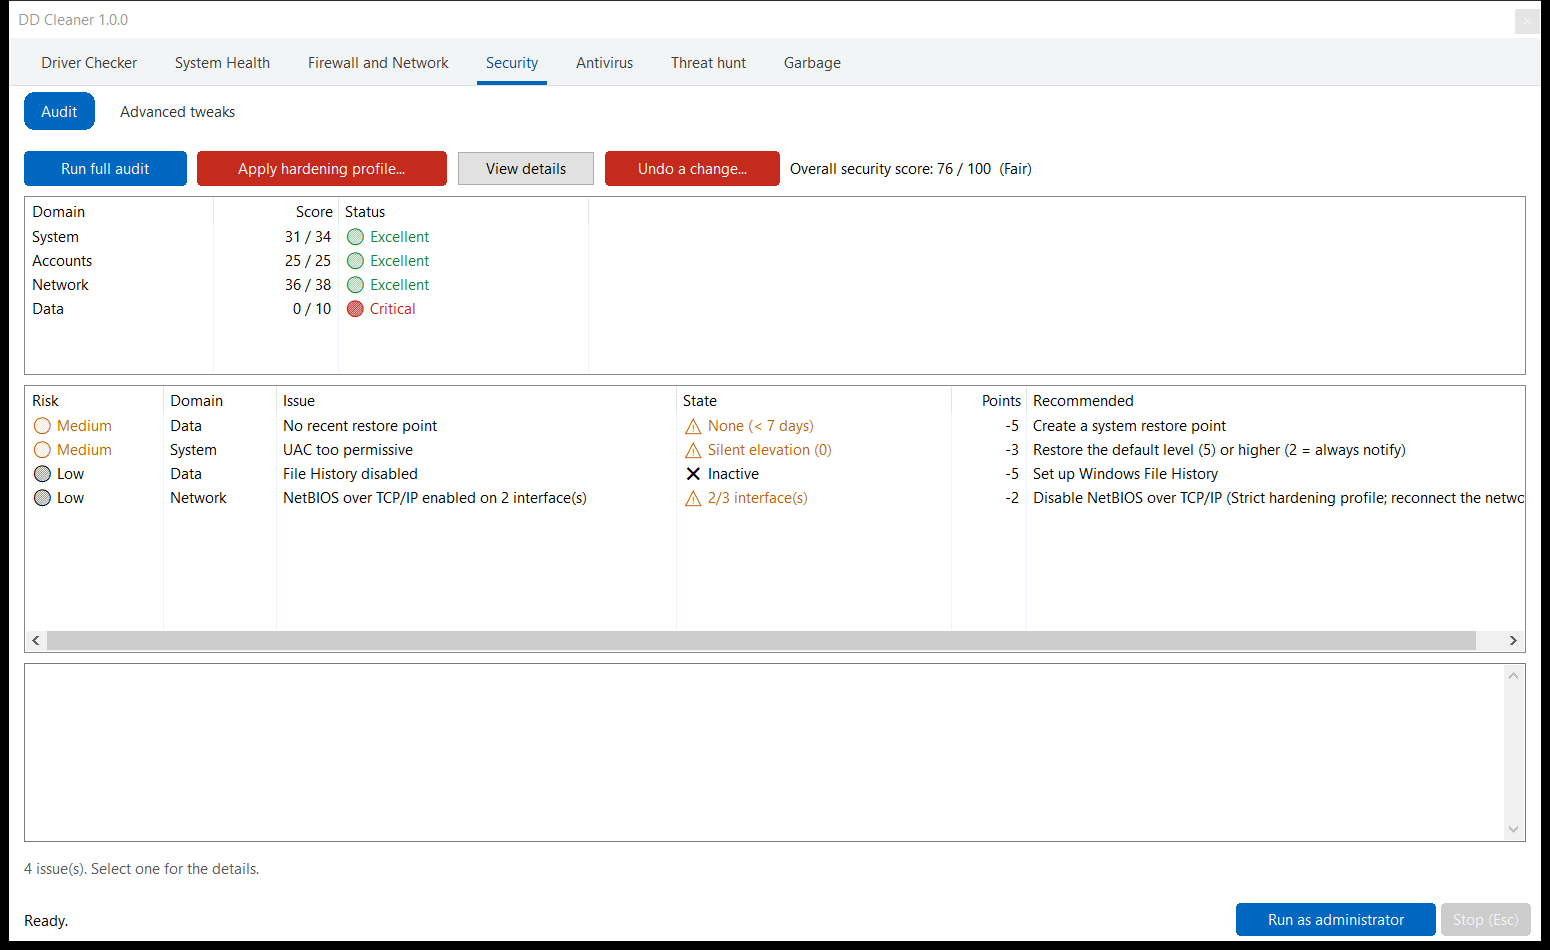 DD Cleaner 1.0.0
Driver Checker System Health Firewall and Network Security Antivirus Threat hunt Garbage
Audit Advanced tweaks
Run full audit Apply hardening profile... View details Undo a change... Overall security score: 76 / 100 (Fair)
Domain Score Status
System 31 / 34 Excellent
Accounts 25 / 25 Excellent
Network 36 / 38 Excellent
Data 0 / 10 Critical
Risk Domain Issue State Points Recommended
Medium Data No recent restore point None (< 7 days) -5 Create a system restore point
Medium System UAC too permissive Silent elevation (0) -3 Restore the default level (5) or higher (2 = always notify)
Low Data File History disabled Inactive -5 Set up Windows File History
Low Network NetBIOS over TCP/IP enabled on 2 interface(s) 2/3 interface(s) -2 Disable NetBIOS over TCP/IP (Strict hardening profile; reconnect the netwo
4 issue(s). Select one for the details.
Ready. Run as administrator Stop (Esc)